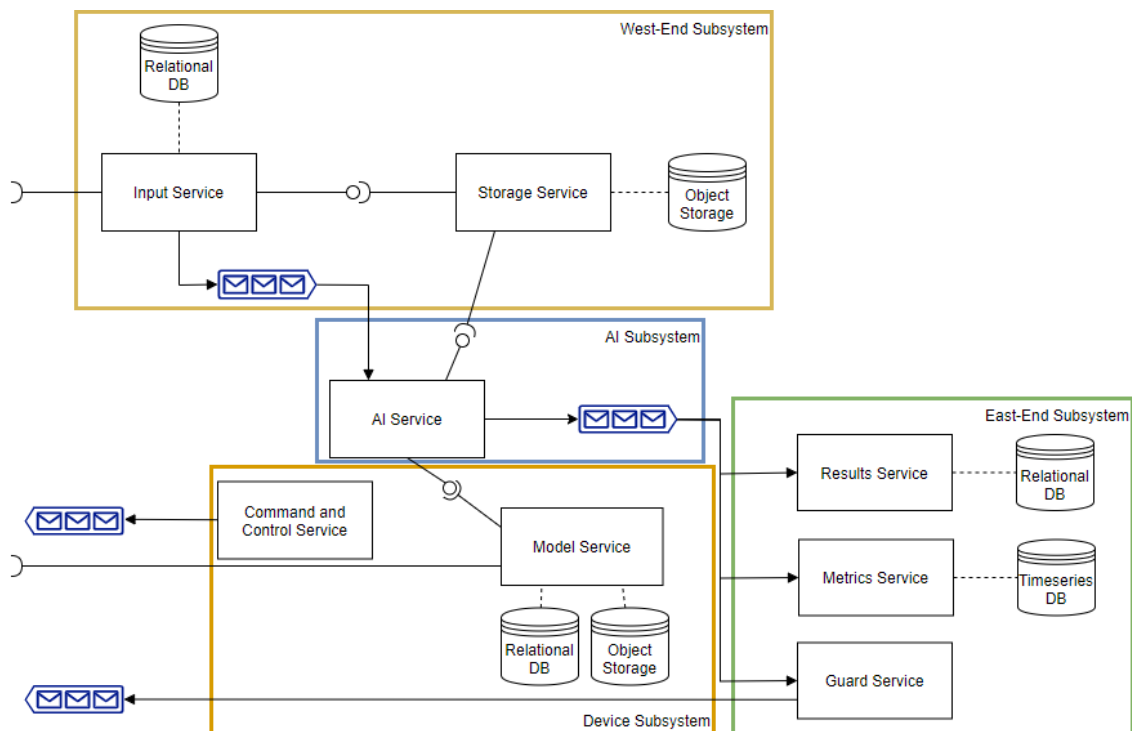 West-End Subsystem
Relational
DB
Input Service
Storage Service
Object
Storage
AI Subsystem
AI Service
East-End Subsystem
Results Service
Relational
DB
Command and
Control Service
Model Service
Metrics Service
Timeseries
DB
Relational
DB
Object
Storage
Guard Service
Device Subsystem